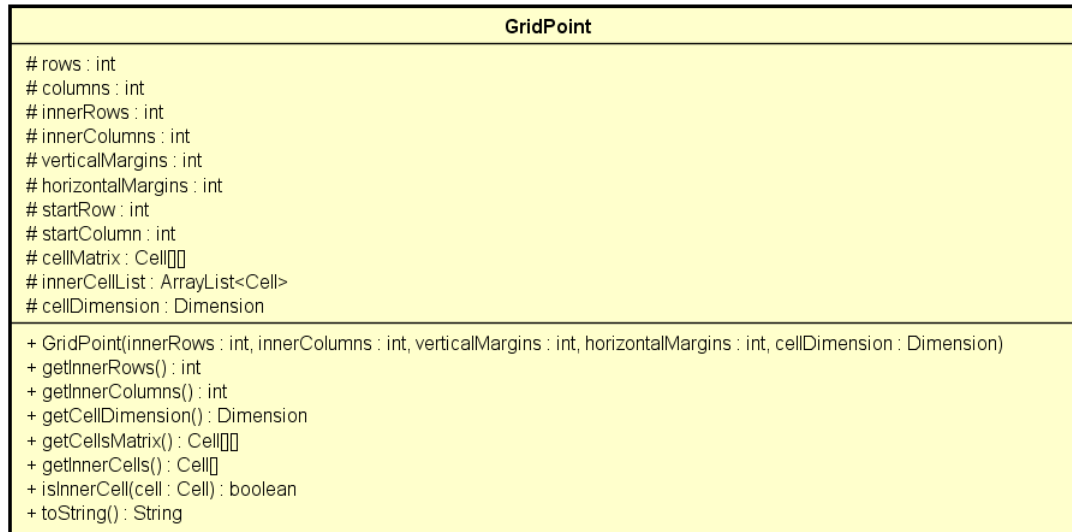 GridPoint
# rows : int
# columns : int
# innerRows : int
# innerColumns : int
# verticalMargins : int
# horizontalMargins : int
# startRow : int
# startColumn : int
# cellMatrix : Cell[][]
# innerCellList : ArrayList<Cell>
# cellDimension : Dimension
+ GridPoint(innerRows : int, innerColumns : int, verticalMargins : int, horizontalMargins : int, cellDimension : Dimension)
+ getInnerRows() : int
+ getInnerColumns() : int
+ getCellDimension() : Dimension
+ getCellsMatrix() : Cell[][]
+ getInnerCells() : Cell[]
+ isInnerCell(cell : Cell) : boolean
+ toString() : String